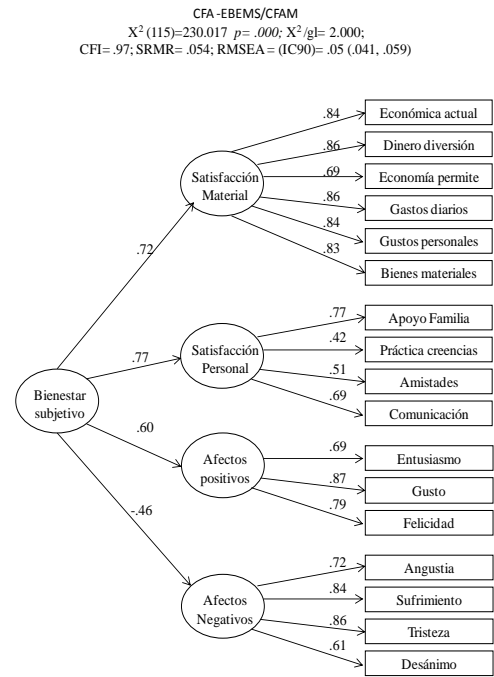 CFA -EBEMS/CFAM
X² (115)=230.017 p= .000; X² /gl= 2.000;
CFI= .97; SRMR= .054; RMSEA = (IC90)= .05 (.041, .059)
.84
Económica actual
.86
Dinero diversión
.69
Economía permite
Satisfacción
Material
.86
Gastos diarios
.84
Gustos personales
.83
Bienes materiales
.72
.77
Apoyo Familia
.42
Práctica creencias
Satisfacción
Personal
.77
.51
Amistades
.69
Comunicación
Bienestar
subjetivo
.60
.69
Entusiasmo
Afectos
positivos
.87
Gusto
.79
Felicidad
-.46
.72
Angustia
.84
Sufrimiento
Afectos
Negativos
.86
Tristeza
.61
Desánimo